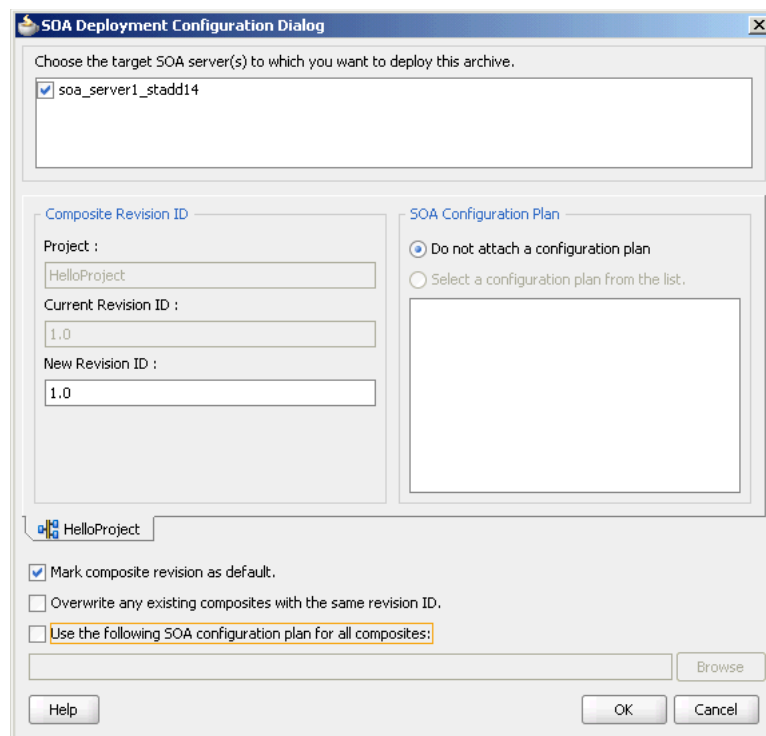 SOA Deployment Configuration Dialog
Choose the target SOA server(s) to which you want to deploy this archive.
soa_server1_stadd14
Composite Revision ID
Project :
HelloProject
Current Revision ID :
1.0
New Revision ID :
1.0
SOA Configuration Plan
Do not attach a configuration plan
Select a configuration plan from the list.
HelloProject
Mark composite revision as default.
Overwrite any existing composites with the same revision ID.
Use the following SOA configuration plan for all composites:
Browse
Help
OK
Cancel